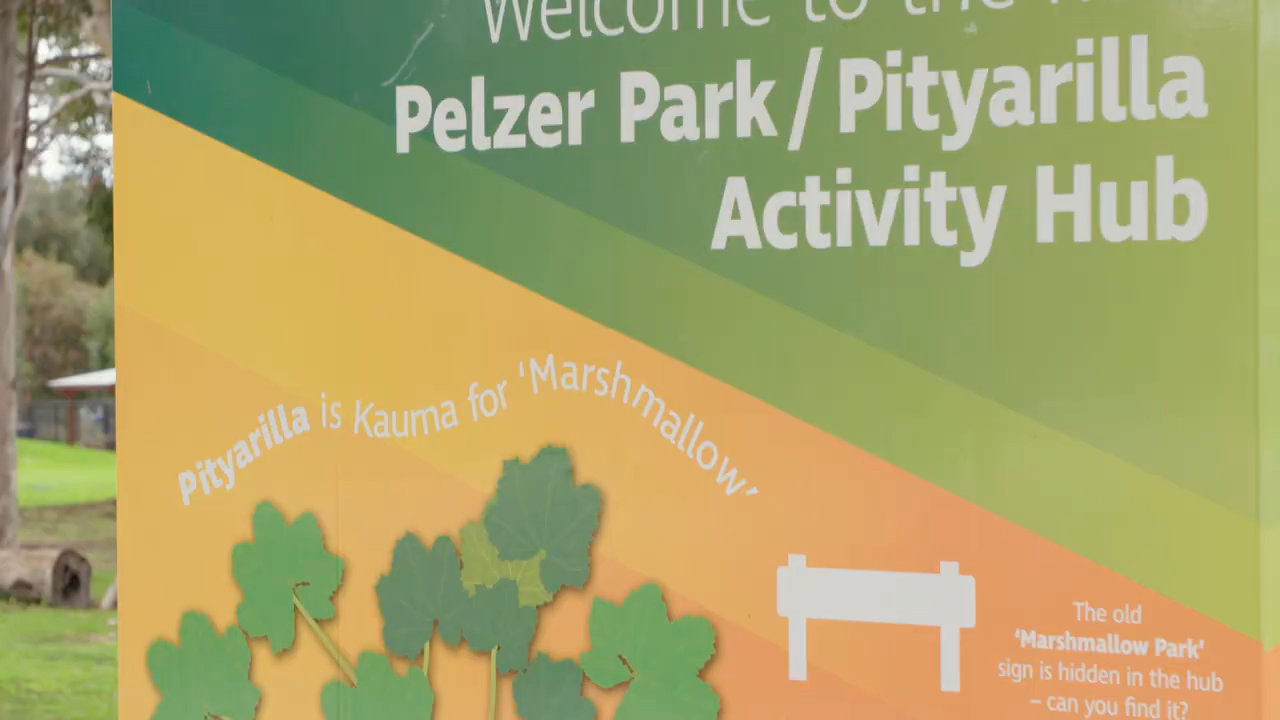 Welcome to the
Pelzer Park / Pityarilla
Activity Hub
Pityarilla is Kaurna for ‘Marshmallow’
The old
‘Marshmallow Park’
sign is hidden in the hub
– can you find it?